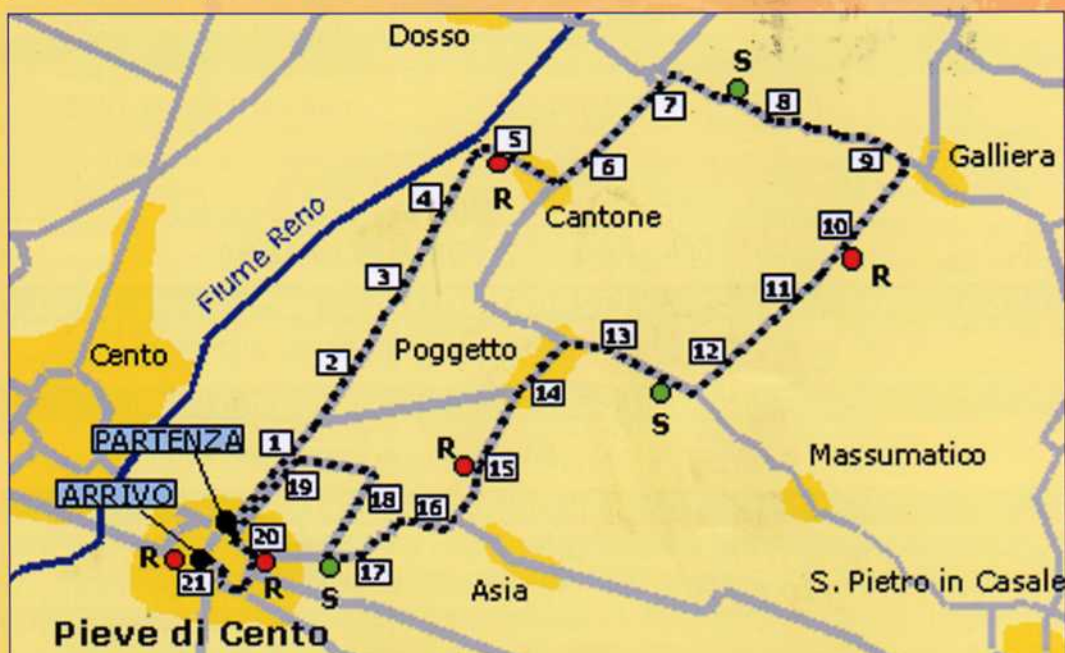 Dosso
S
7
8
5
9
Galliera
R
6
4
Cantone
10
Fiume Reno
R
3
11
13
Cento
Poggetto
2
12
14
S
PARTENZA
1
R
15
Massumatico
19
18
ARRIVO
16
20
R
21
R
17
S
Asia
S. Pietro in Casale
Pieve di Cento